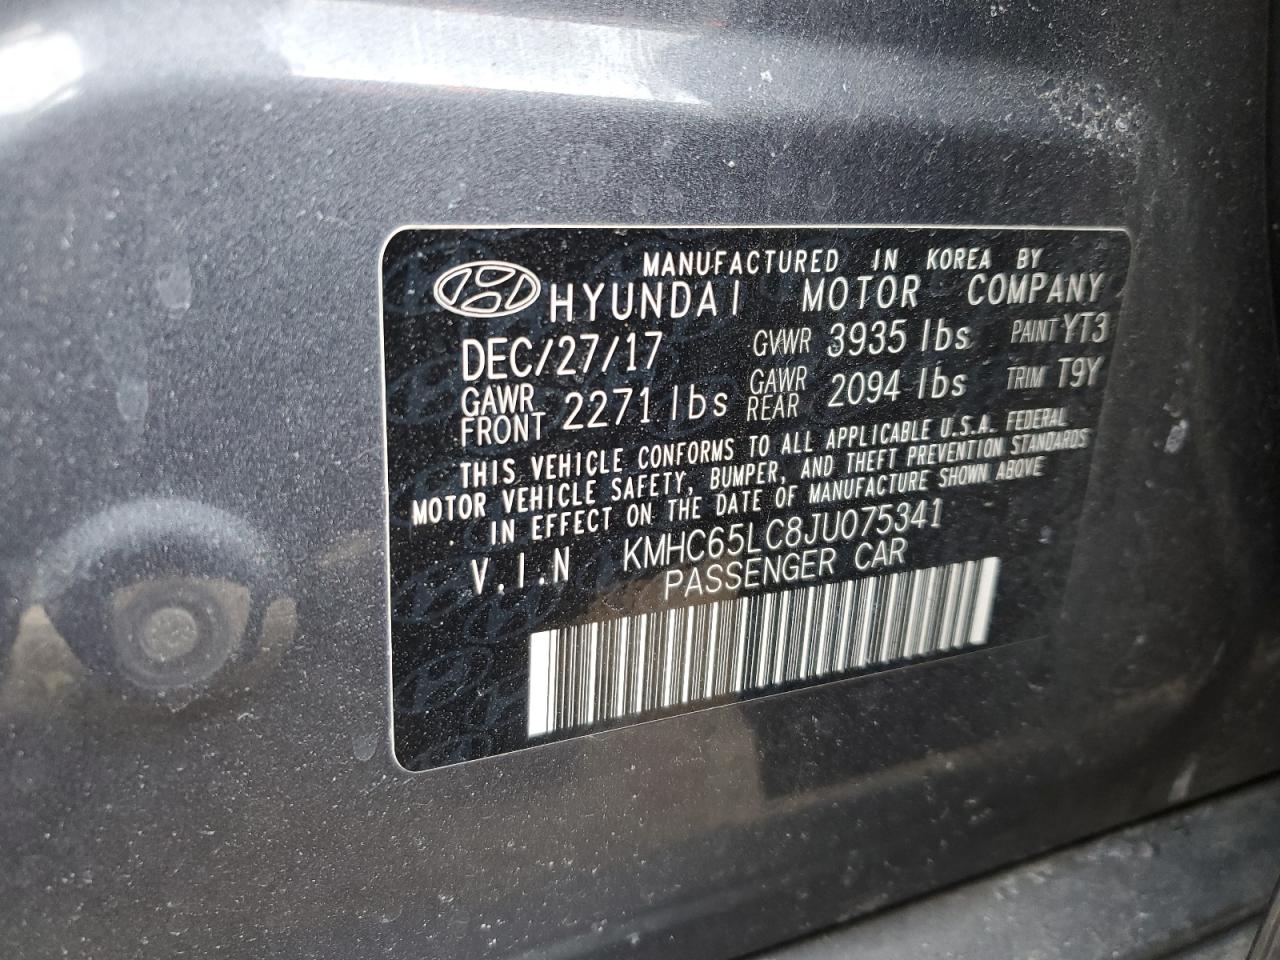 MANUFACTURED IN KOREA BY
HYUNDAI MOTOR COMPANY
DEC/27/17 GVWR 3935 lbs PAINT YT3
GAWR FRONT 2271 lbs GAWR REAR 2094 lbs TRIM T9Y
THIS VEHICLE CONFORMS TO ALL APPLICABLE U.S.A. FEDERAL
MOTOR VEHICLE SAFETY, BUMPER, AND THEFT PREVENTION STANDARDS
IN EFFECT ON THE DATE OF MANUFACTURE SHOWN ABOVE
V.I.N KMHC65LC8JU075341
PASSENGER CAR